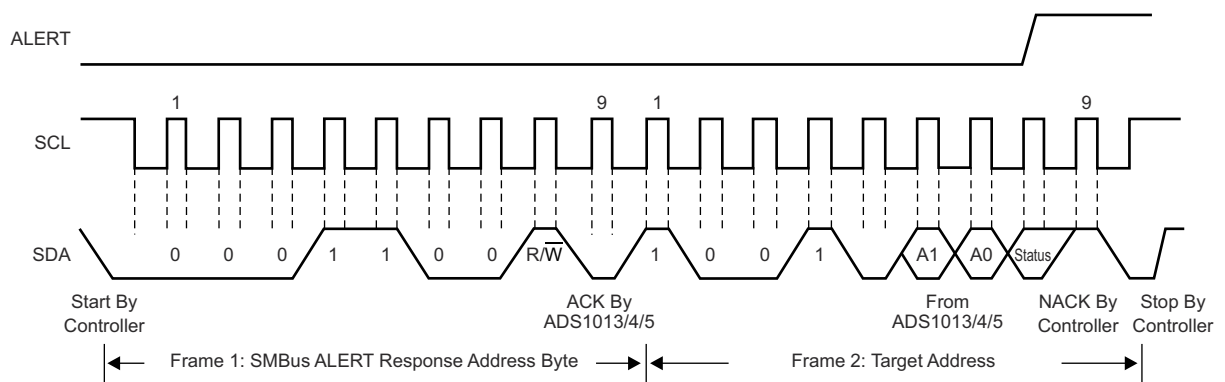 ALERT
1 9 1 9
SCL
SDA 0 0 0 1 1 0 0 R/W 1 0 0 1 A1 A0 Status
Start By
Controller
ACK By
ADS1013/4/5
From
ADS1013/4/5
NACK By
Controller
Stop By
Controller
Frame 1: SMBus ALERT Response Address Byte
Frame 2: Target Address